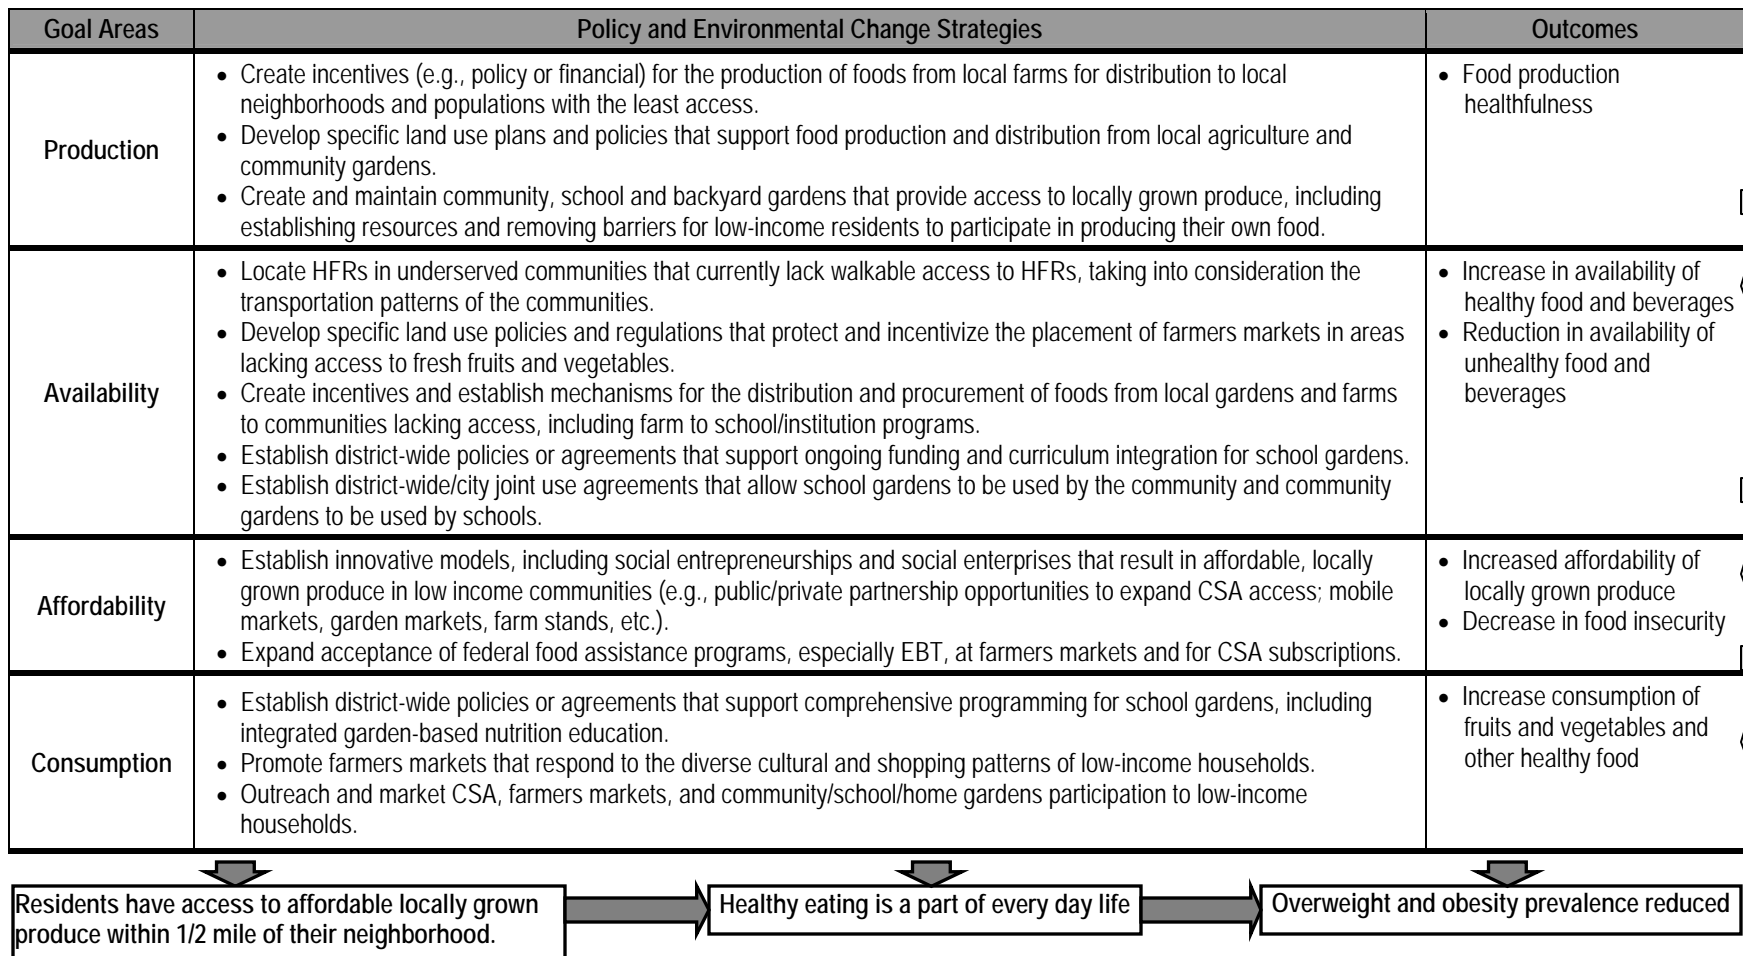 Goal Areas
Policy and Environmental Change Strategies
Outcomes
Production
• Create incentives (e.g., policy or financial) for the production of foods from local farms for distribution to local
neighborhoods and populations with the least access.
• Develop specific land use plans and policies that support food production and distribution from local agriculture and
community gardens.
• Create and maintain community, school and backyard gardens that provide access to locally grown produce, including
establishing resources and removing barriers for low-income residents to participate in producing their own food.
• Food production
healthfulness
Availability
• Locate HFRs in underserved communities that currently lack walkable access to HFRs, taking into consideration the
transportation patterns of the communities.
• Develop specific land use policies and regulations that protect and incentivize the placement of farmers markets in areas
lacking access to fresh fruits and vegetables.
• Create incentives and establish mechanisms for the distribution and procurement of foods from local gardens and farms
to communities lacking access, including farm to school/institution programs.
• Establish district-wide policies or agreements that support ongoing funding and curriculum integration for school gardens.
• Establish district-wide/city joint use agreements that allow school gardens to be used by the community and community
gardens to be used by schools.
• Increase in availability of
healthy food and beverages
• Reduction in availability of
unhealthy food and
beverages
Affordability
• Establish innovative models, including social entrepreneurships and social enterprises that result in affordable, locally
grown produce in low income communities (e.g., public/private partnership opportunities to expand CSA access; mobile
markets, garden markets, farm stands, etc.).
• Expand acceptance of federal food assistance programs, especially EBT, at farmers markets and for CSA subscriptions.
• Increased affordability of
locally grown produce
• Decrease in food insecurity
Consumption
• Establish district-wide policies or agreements that support comprehensive programming for school gardens, including
integrated garden-based nutrition education.
• Promote farmers markets that respond to the diverse cultural and shopping patterns of low-income households.
• Outreach and market CSA, farmers markets, and community/school/home gardens participation to low-income
households.
• Increase consumption of
fruits and vegetables and
other healthy food
Residents have access to affordable locally grown
produce within 1/2 mile of their neighborhood.
Healthy eating is a part of every day life
Overweight and obesity prevalence reduced